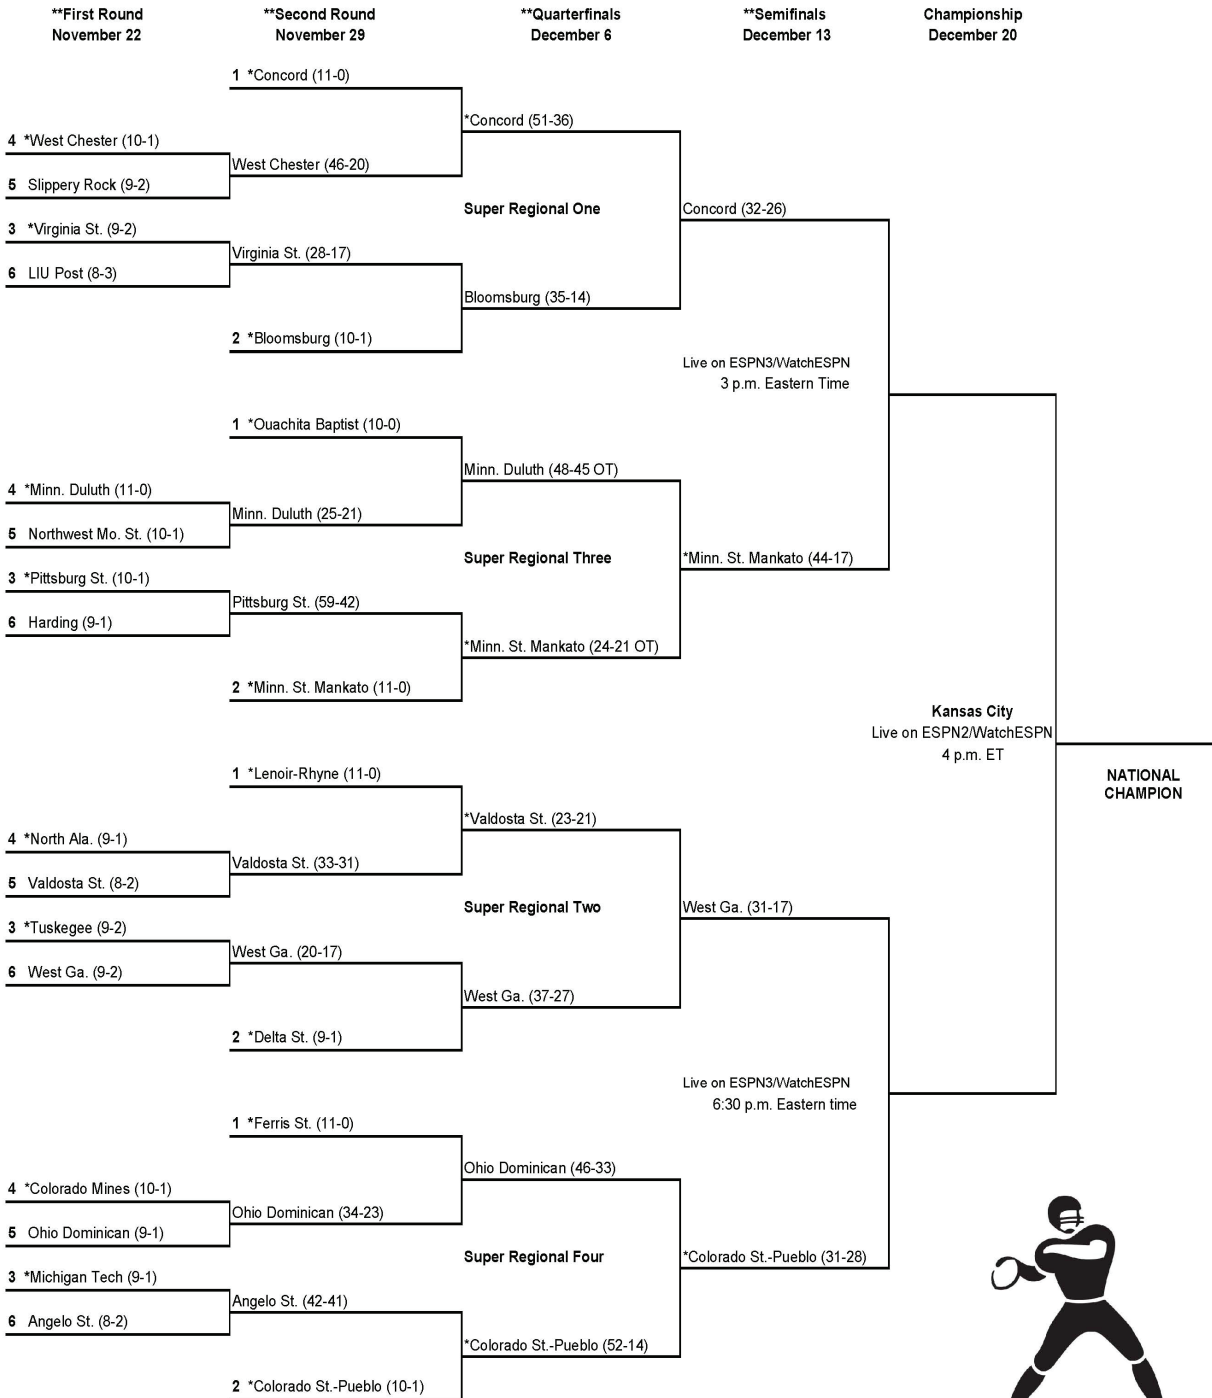 **First Round
November 22
**Second Round
November 29
**Quarterfinals
December 6
**Semifinals
December 13
Championship
December 20
1 *Concord (11-0)
*Concord (51-36)
4 *West Chester (10-1)
West Chester (46-20)
5 Slippery Rock (9-2)
Super Regional One
Concord (32-26)
3 *Virginia St. (9-2)
Virginia St. (28-17)
6 LIU Post (8-3)
Bloomsburg (35-14)
2 *Bloomsburg (10-1)
Live on ESPN3/WatchESPN
3 p.m. Eastern Time
1 *Ouachita Baptist (10-0)
Minn. Duluth (48-45 OT)
4 *Minn. Duluth (11-0)
Minn. Duluth (25-21)
5 Northwest Mo. St. (10-1)
Super Regional Three
*Minn. St. Mankato (44-17)
3 *Pittsburg St. (10-1)
Pittsburg St. (59-42)
6 Harding (9-1)
*Minn. St. Mankato (24-21 OT)
2 *Minn. St. Mankato (11-0)
Kansas City
Live on ESPN2/WatchESPN
4 p.m. ET
NATIONAL
CHAMPION
1 *Lenoir-Rhyne (11-0)
*Valdosta St. (23-21)
4 *North Ala. (9-1)
Valdosta St. (33-31)
5 Valdosta St. (8-2)
Super Regional Two
West Ga. (31-17)
3 *Tuskegee (9-2)
West Ga. (20-17)
6 West Ga. (9-2)
West Ga. (37-27)
2 *Delta St. (9-1)
Live on ESPN3/WatchESPN
6:30 p.m. Eastern time
1 *Ferris St. (11-0)
Ohio Dominican (46-33)
4 *Colorado Mines (10-1)
Ohio Dominican (34-23)
5 Ohio Dominican (9-1)
Super Regional Four
*Colorado St.-Pueblo (31-28)
3 *Michigan Tech (9-1)
Angelo St. (42-41)
6 Angelo St. (8-2)
*Colorado St.-Pueblo (52-14)
2 *Colorado St.-Pueblo (10-1)